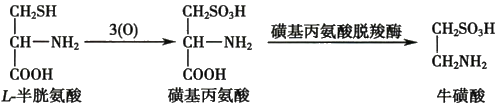 CH₂SH
CH—NH₂
COOH
L-半胱氨酸
3(O)
CH₂SO₃H
CH—NH₂
COOH
磺基丙氨酸
磺基丙氨酸脱羧酶
CH₂SO₃H
CH₂NH₂
牛磺酸